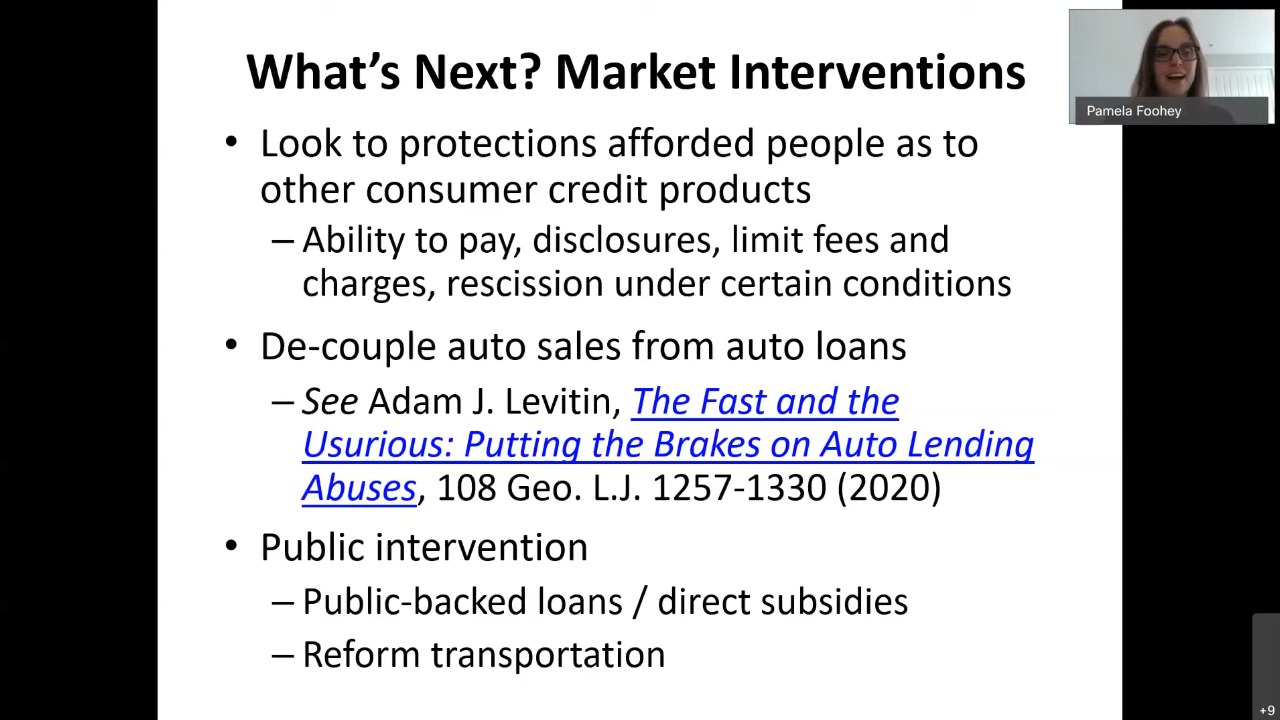 What's Next? Market Interventions
• Look to protections afforded people as to
other consumer credit products
– Ability to pay, disclosures, limit fees and
charges, rescission under certain conditions
• De-couple auto sales from auto loans
– See Adam J. Levitin, The Fast and the
Usurious: Putting the Brakes on Auto Lending
Abuses, 108 Geo. L.J. 1257-1330 (2020)
• Public intervention
– Public-backed loans / direct subsidies
– Reform transportation
Pamela Foohey
+9